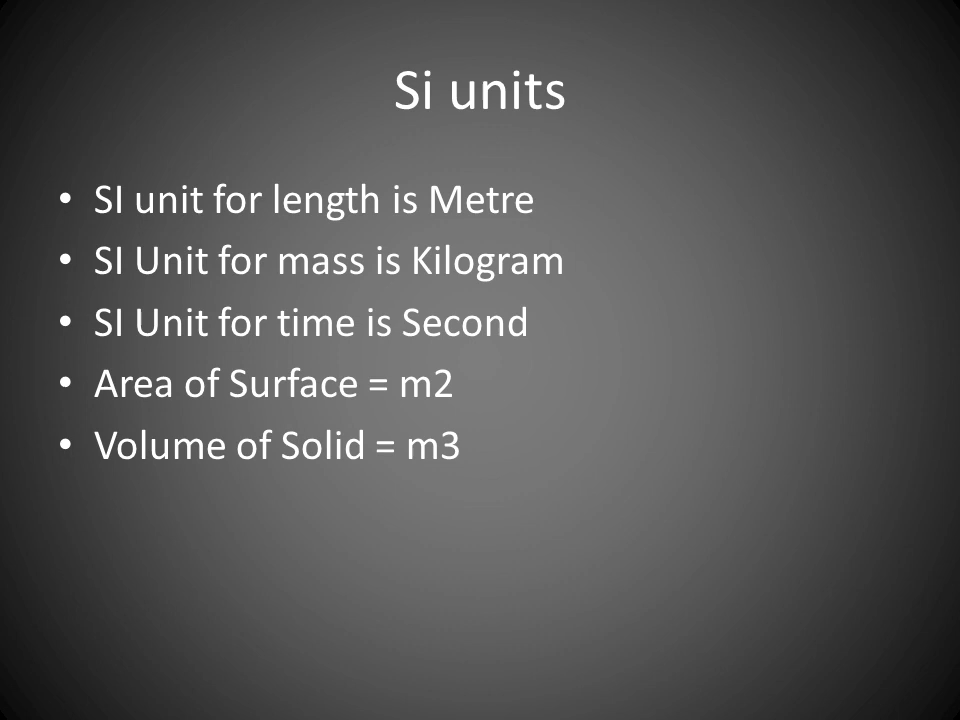 Si units
• SI unit for length is Metre
• SI Unit for mass is Kilogram
• SI Unit for time is Second
• Area of Surface = m2
• Volume of Solid = m3